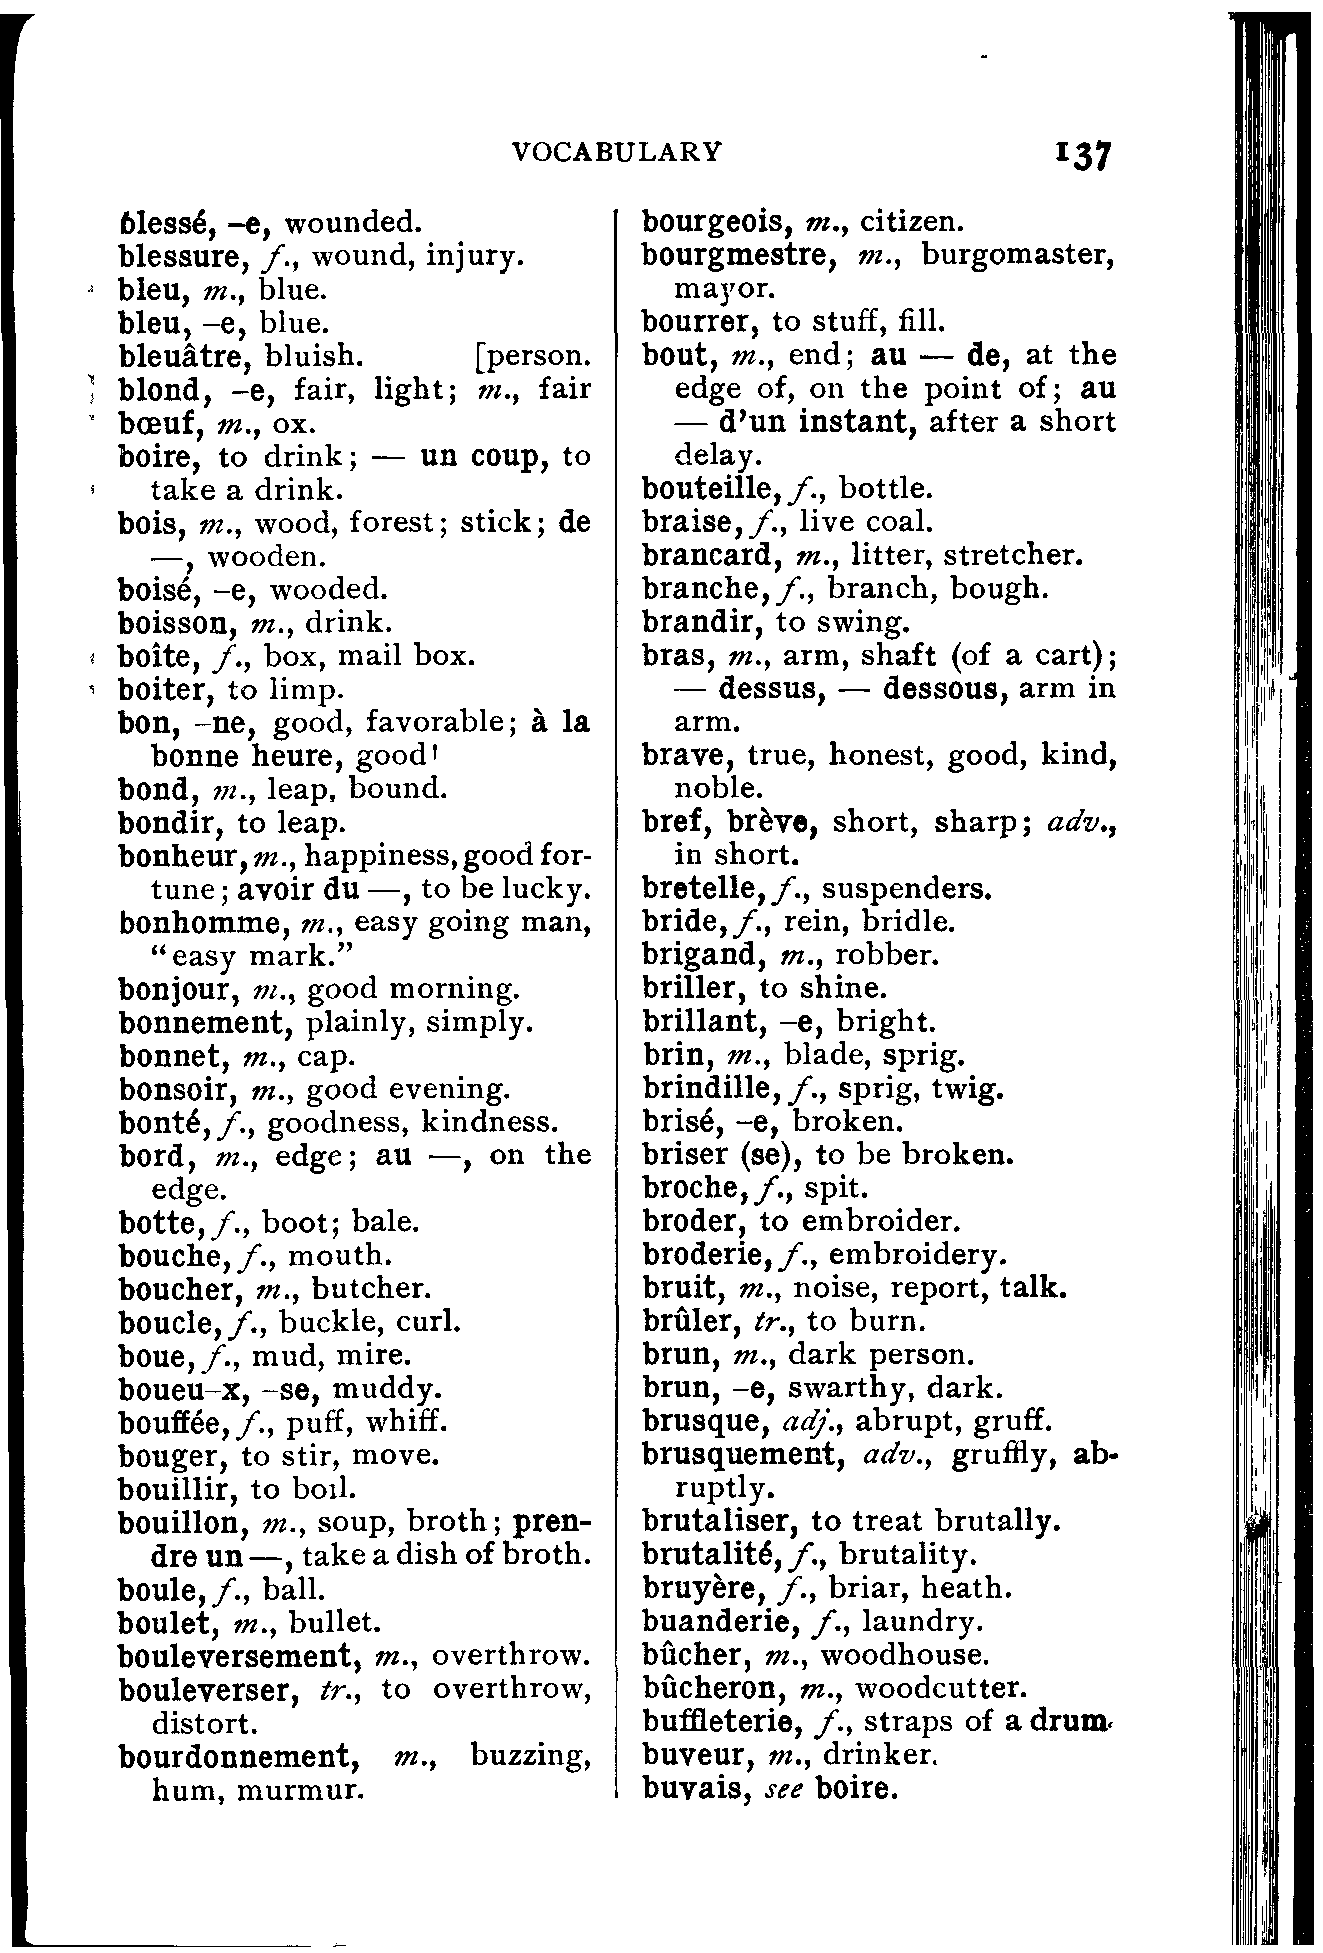 VOCABULARY 137
blessé, –e, wounded.
blessure, f., wound, injury.
bleu, m., blue.
bleu, –e, blue.
bleuâtre, bluish. [person.
blond, –e, fair, light; m., fair
bœuf, m., ox.
boire, to drink; — un coup, to
take a drink.
bois, m., wood, forest; stick; de
—, wooden.
boisé, –e, wooded.
boisson, m., drink.
boîte, f., box, mail box.
boiter, to limp.
bon, –ne, good, favorable; à la
bonne heure, good!
bond, m., leap, bound.
bondir, to leap.
bonheur, m., happiness, good for-
tune; avoir du —, to be lucky.
bonhomme, m., easy going man,
"easy mark."
bonjour, m., good morning.
bonnement, plainly, simply.
bonnet, m., cap.
bonsoir, m., good evening.
bonté, f., goodness, kindness.
bord, m., edge; au —, on the
edge.
botte, f., boot; bale.
bouche, f., mouth.
boucher, m., butcher.
boucle, f., buckle, curl.
boue, f., mud, mire.
boueu–x, –se, muddy.
bouffée, f., puff, whiff.
bouger, to stir, move.
bouillir, to boil.
bouillon, m., soup, broth; pren-
dre un —, take a dish of broth.
boule, f., ball.
boulet, m., bullet.
bouleversement, m., overthrow.
bouleverser, tr., to overthrow,
distort.
bourdonnement, m., buzzing,
hum, murmur.
bourgeois, m., citizen.
bourgmestre, m., burgomaster,
mayor.
bourrer, to stuff, fill.
bout, m., end; au — de, at the
edge of, on the point of; au
— d'un instant, after a short
delay.
bouteille, f., bottle.
braise, f., live coal.
brancard, m., litter, stretcher.
branche, f., branch, bough.
brandir, to swing.
bras, m., arm, shaft (of a cart);
— dessus, — dessous, arm in
arm.
brave, true, honest, good, kind,
noble.
bref, brève, short, sharp; adv.,
in short.
bretelle, f., suspenders.
bride, f., rein, bridle.
brigand, m., robber.
briller, to shine.
brillant, –e, bright.
brin, m., blade, sprig.
brindille, f., sprig, twig.
brisé, –e, broken.
briser (se), to be broken.
broche, f., spit.
broder, to embroider.
broderie, f., embroidery.
bruit, m., noise, report, talk.
brûler, tr., to burn.
brun, m., dark person.
brun, –e, swarthy, dark.
brusque, adj., abrupt, gruff.
brusquement, adv., gruffly, ab-
ruptly.
brutaliser, to treat brutally.
brutalité, f., brutality.
bruyère, f., briar, heath.
buanderie, f., laundry.
bûcher, m., woodhouse.
bûcheron, m., woodcutter.
buffleterie, f., straps of a drum.
buveur, m., drinker.
buvais, see boire.